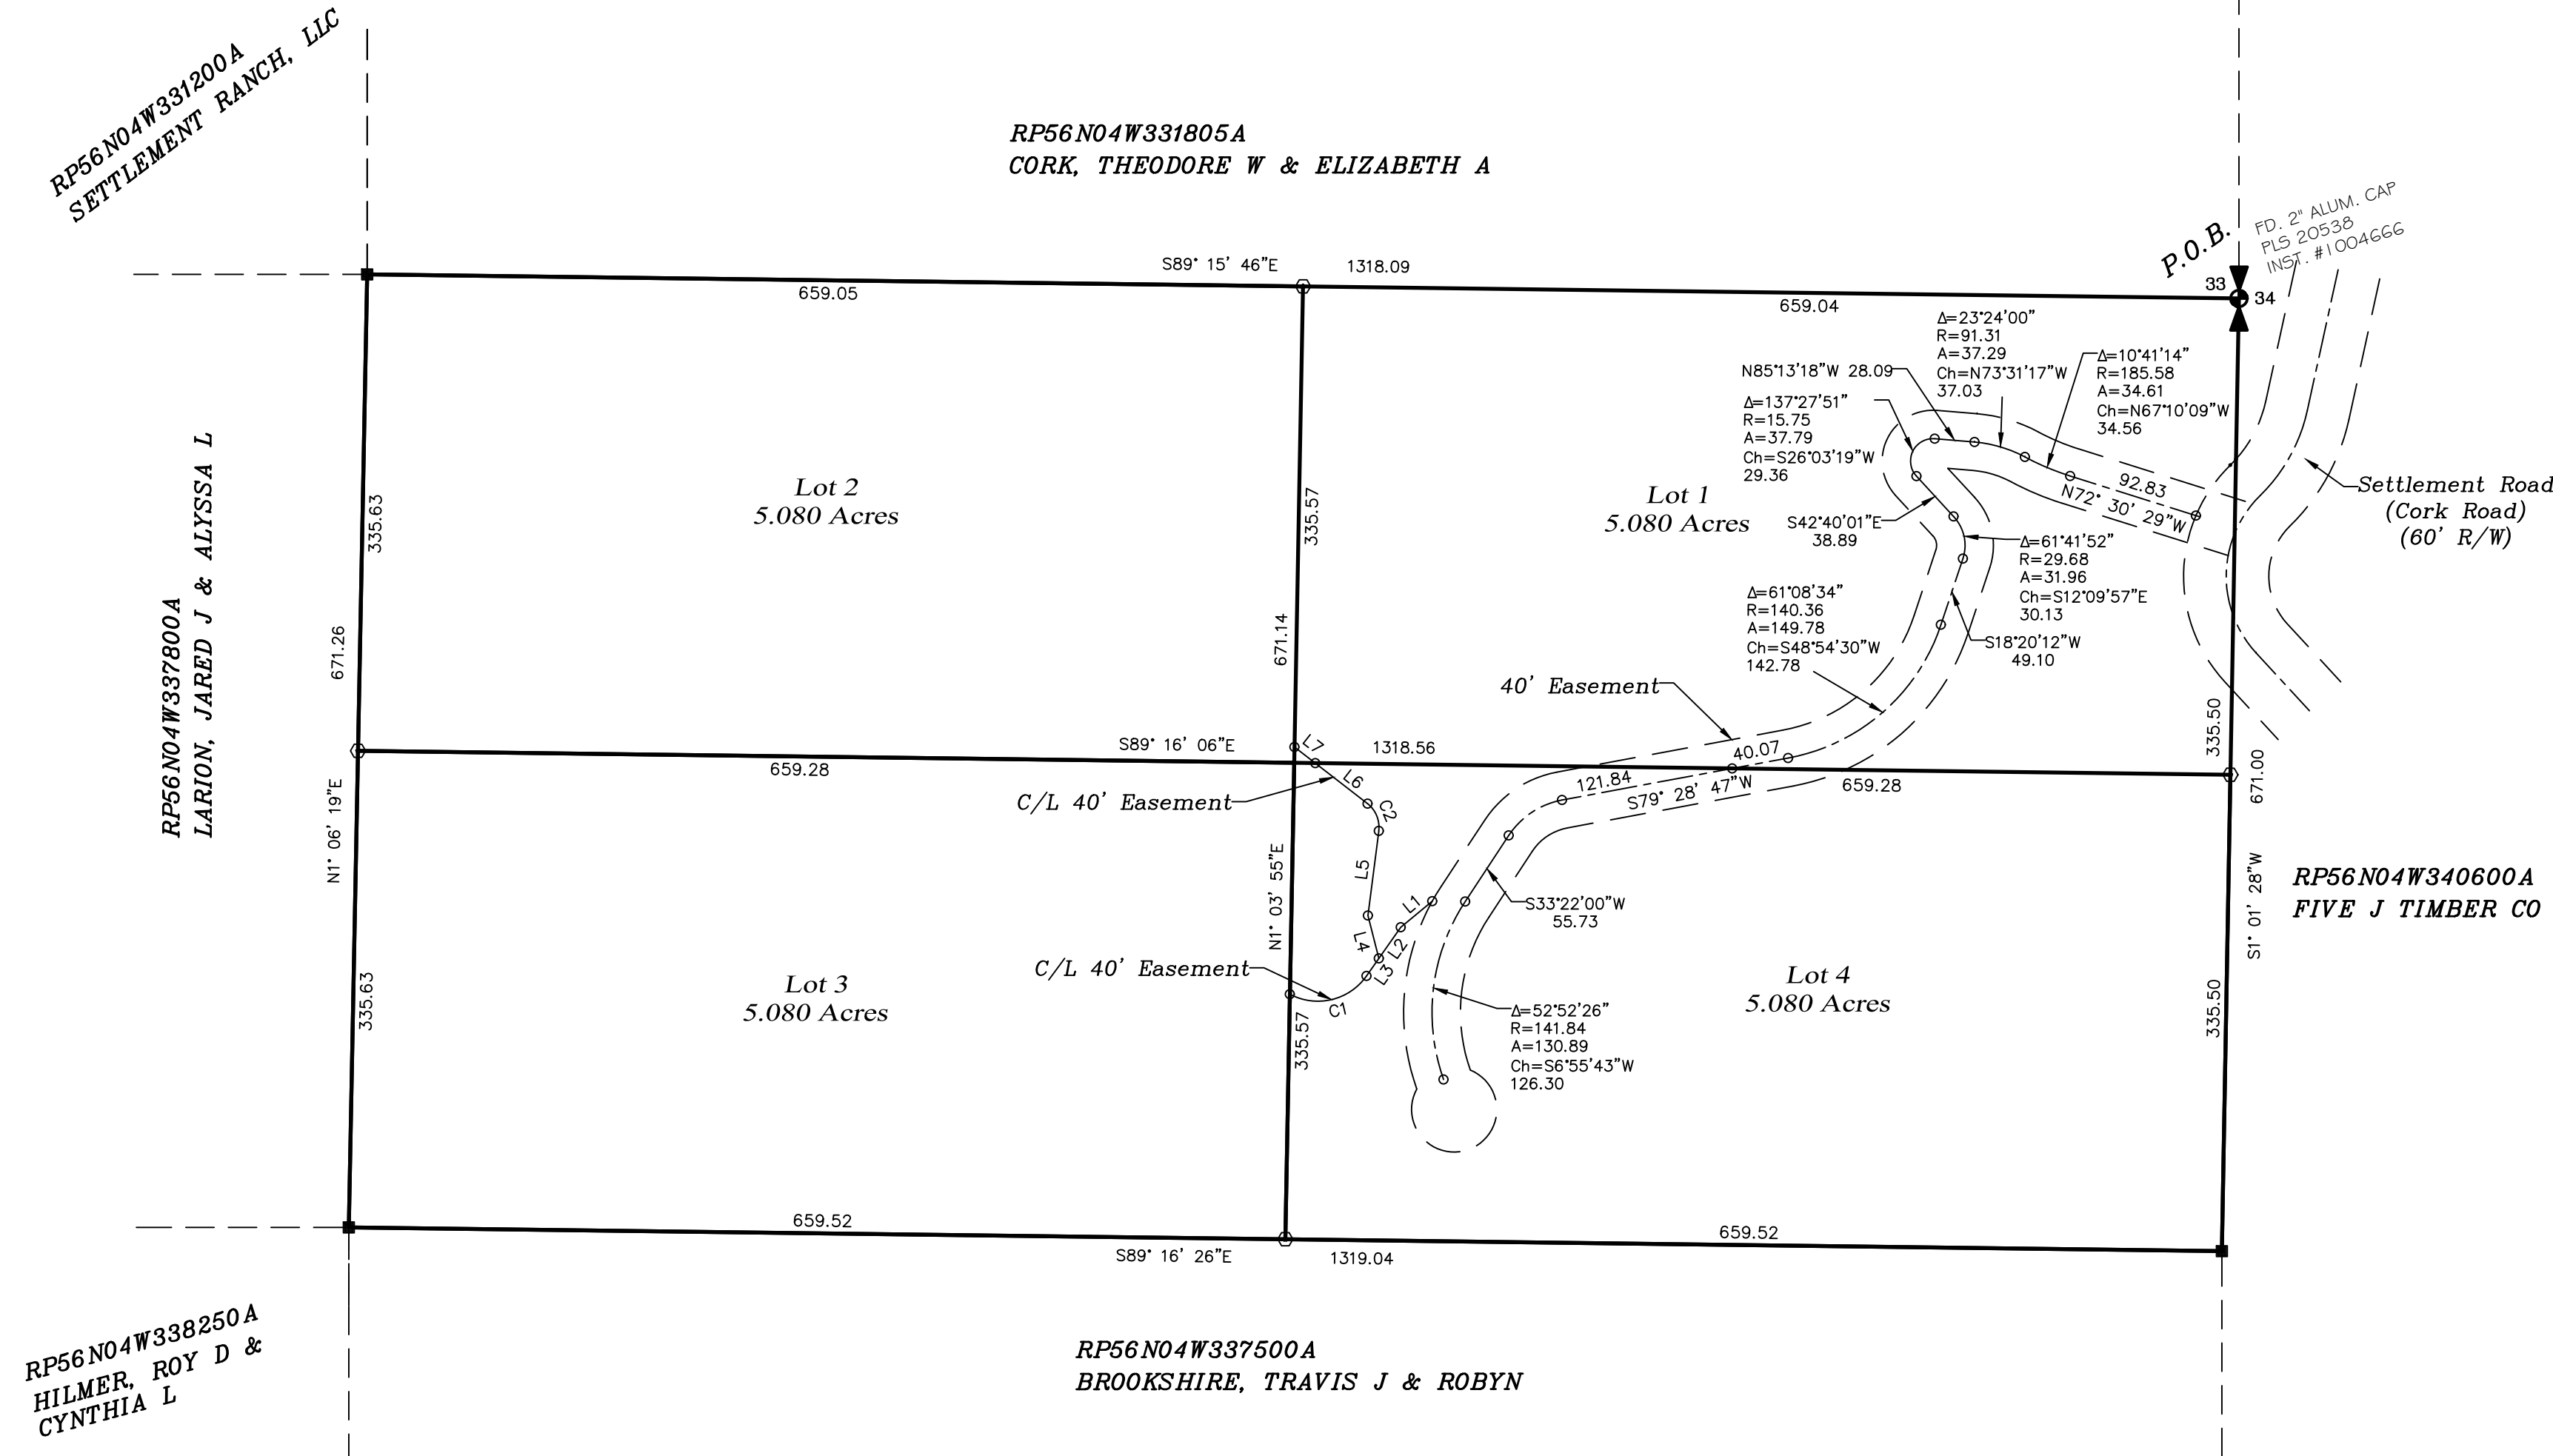 RP56N04W331200A
SETTLEMENT RANCH, LLC
RP56N04W331805A
CORK, THEODORE W & ELIZABETH A
P.O.B.
FD. 2" ALUM. CAP
PLS 20538
INST. #1004666
33
34
S89° 15' 46"E 1318.09
659.05
659.04
Δ=23°24'00"
R=91.31
A=37.29
Ch=N73°31'17"W
37.03
Δ=10°41'14"
R=185.58
A=34.61
Ch=N67°10'09"W
34.56
N85°13'18"W 28.09
Δ=137°27'51"
R=15.75
A=37.79
Ch=S26°03'19"W
29.36
92.83
N72° 30' 29"W
Settlement Road
(Cork Road)
(60' R/W)
Lot 2
5.080 Acres
Lot 1
5.080 Acres
335.63
335.57
S42°40'01"E
38.89
Δ=61°41'52"
R=29.68
A=31.96
Ch=S12°09'57"E
30.13
Δ=61°08'34"
R=140.36
A=149.78
Ch=S48°54'30"W
142.78
S18°20'12"W
49.10
RP56N04W337800A
LARION, JARED J & ALYSSA L
671.26
671.14
40' Easement
335.50
671.00
S89° 16' 06"E 1318.56
659.28
659.28
40.07
121.84
S79° 28' 47"W
L7
L6
C2
C/L 40' Easement
N1° 06' 19"E
N1° 03' 55"E
S1° 01' 28"W
L5
L1
L4
L2
L3
C1
C/L 40' Easement
S33°22'00"W
55.73
RP56N04W340600A
FIVE J TIMBER CO
Lot 3
5.080 Acres
Lot 4
5.080 Acres
335.63
335.57
335.50
Δ=52°52'26"
R=141.84
A=130.89
Ch=S6°55'43"W
126.30
659.52
659.52
S89° 16' 26"E 1319.04
RP56N04W338250A
HILMER, ROY D &
CYNTHIA L
RP56N04W337500A
BROOKSHIRE, TRAVIS J & ROBYN